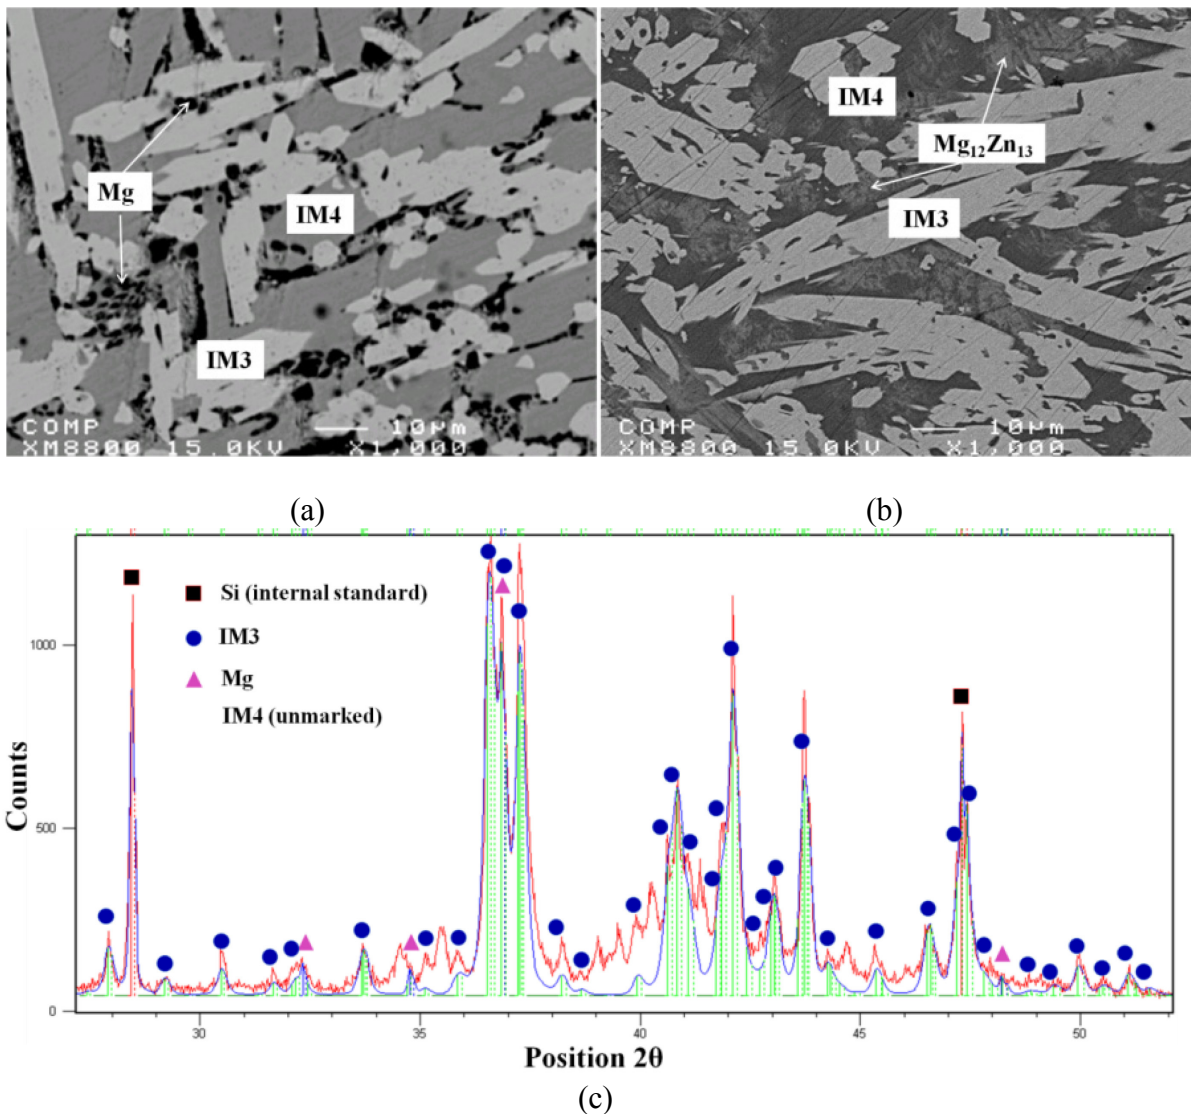 Mg
IM4
IM3
COMP
XM8800 15.0KV X1,000 10μm
IM4
Mg₁₂Zn₁₃
IM3
COMP
XM8800 15.0KV X1,000 10μm
(a)
(b)
Si (internal standard)
IM3
Mg
IM4 (unmarked)
Counts
1000
500
0
30
35
40
45
50
Position 2θ
(c)